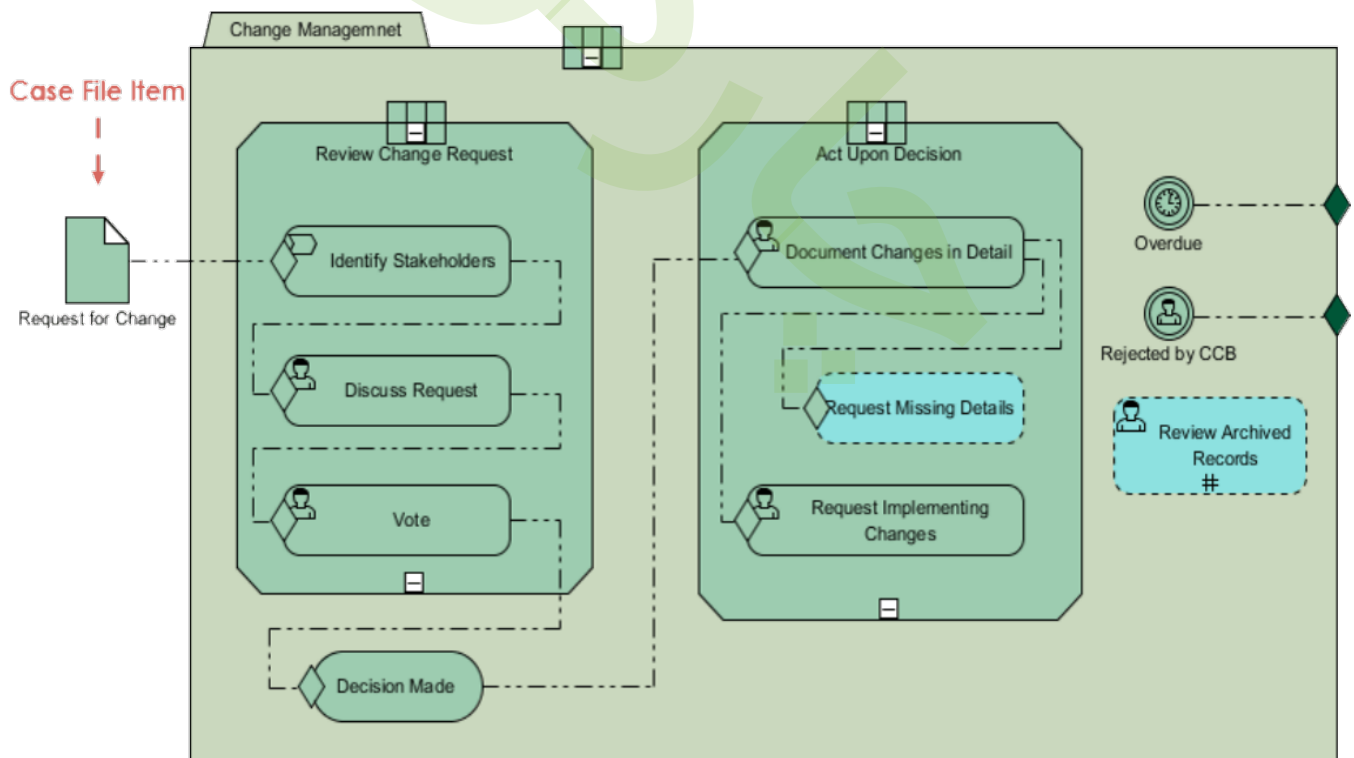 Change Managemnet
Case File Item
Request for Change
Review Change Request
Identify Stakeholders
Discuss Request
Vote
Decision Made
Act Upon Decision
Document Changes in Detail
Request Missing Details
Request Implementing
Changes
Overdue
Rejected by CCB
Review Archived
Records
#